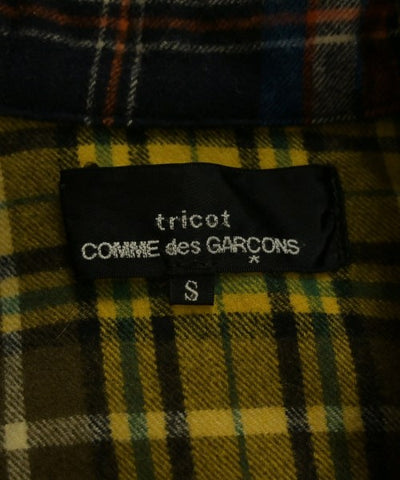 tricot
COMME des GARÇONS
*
S